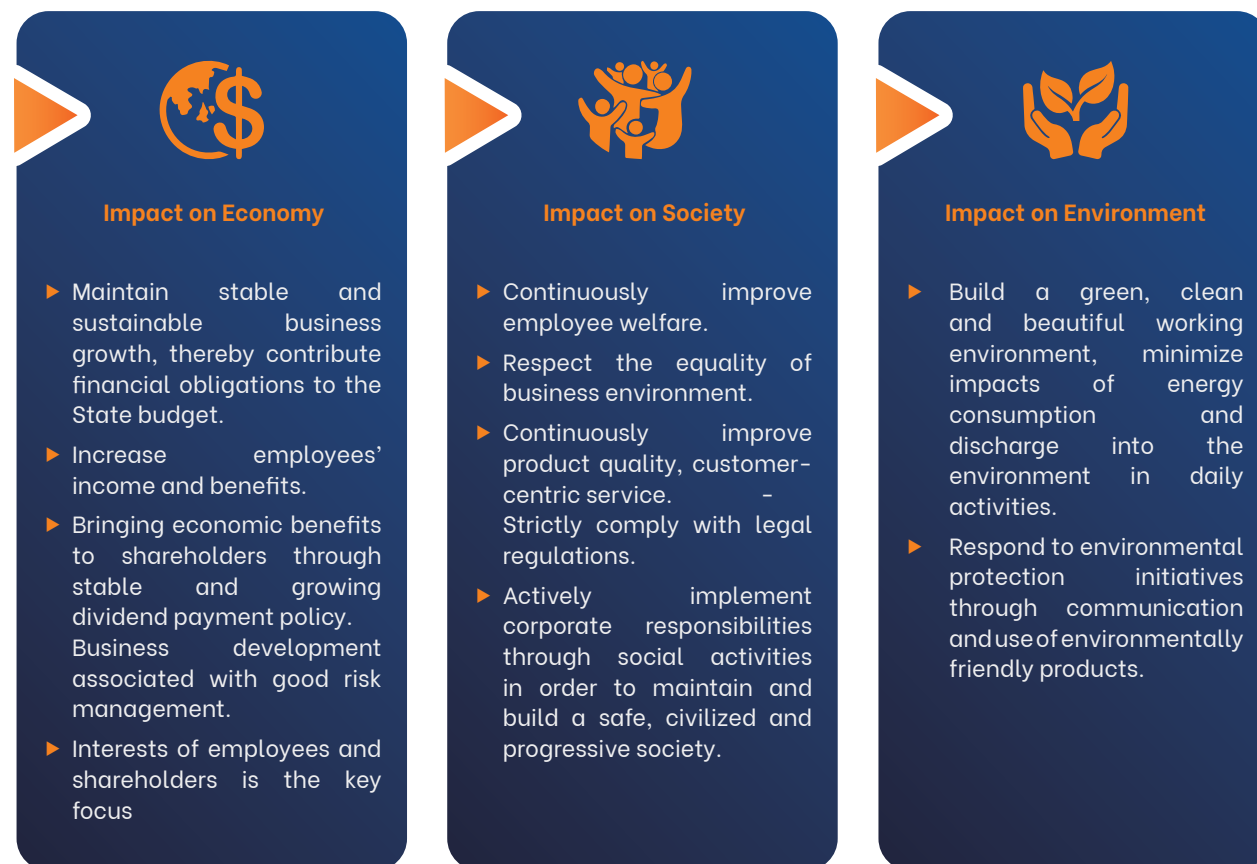 Impact on Economy
Maintain stable and
sustainable business
growth, thereby contribute
financial obligations to the
State budget.
Increase employees’
income and benefits.
Bringing economic benefits
to shareholders through
stable and growing
dividend payment policy.
Business development
associated with good risk
management.
Interests of employees and
shareholders is the key
focus
Impact on Society
Continuously improve
employee welfare.
Respect the equality of
business environment.
Continuously improve
product quality, customer-
centric service. -
Strictly comply with legal
regulations.
Actively implement
corporate responsibilities
through social activities
in order to maintain and
build a safe, civilized and
progressive society.
Impact on Environment
Build a green, clean
and beautiful working
environment, minimize
impacts of energy
consumption and
discharge into the
environment in daily
activities.
Respond to environmental
protection initiatives
through communication
and use of environmentally
friendly products.